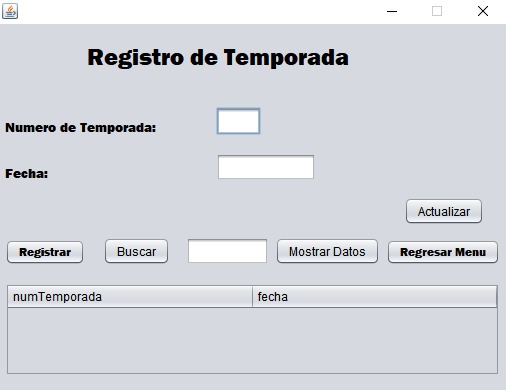 Registro de Temporada
Numero de Temporada:
Fecha:
Actualizar
Registrar Buscar Mostrar Datos Regresar Menu
numTemporada fecha